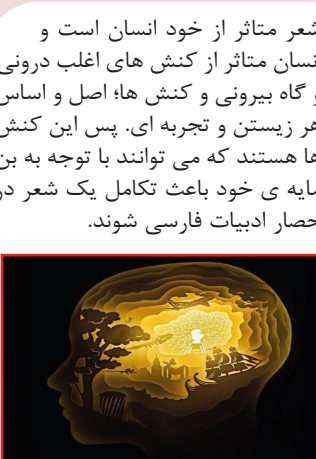 شعر متاثر از خود انسان است و
انسان متاثر از کنش های اغلب درونی
و گاه بیرونی و کنش ها؛ اصل و اساس
هر زیستن و تجربه ای. پس این کنش
ها هستند که می توانند با توجه به بن
مایه ی خود باعث تکامل یک شعر در
حصار ادبیات فارسی شوند.